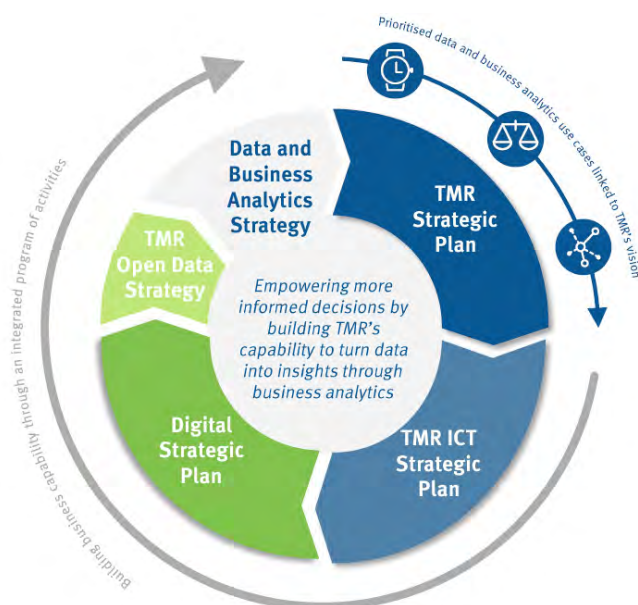 Prioritised data and business analytics use cases linked to TMR's vision
Data and
Business
Analytics
Strategy
TMR
Strategic
Plan
TMR
Open Data
Strategy
Empowering more
informed decisions by
building TMR's
capability to turn data
into insights through
business analytics
Digital
Strategic
Plan
TMR ICT
Strategic
Plan
Building business capability through an integrated program of activities